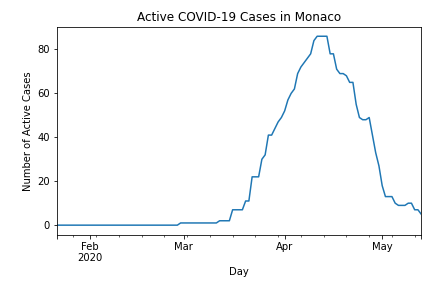 Active COVID-19 Cases in Monaco
Number of Active Cases
80
60
40
20
0
Feb
2020
Mar
Apr
May
Day